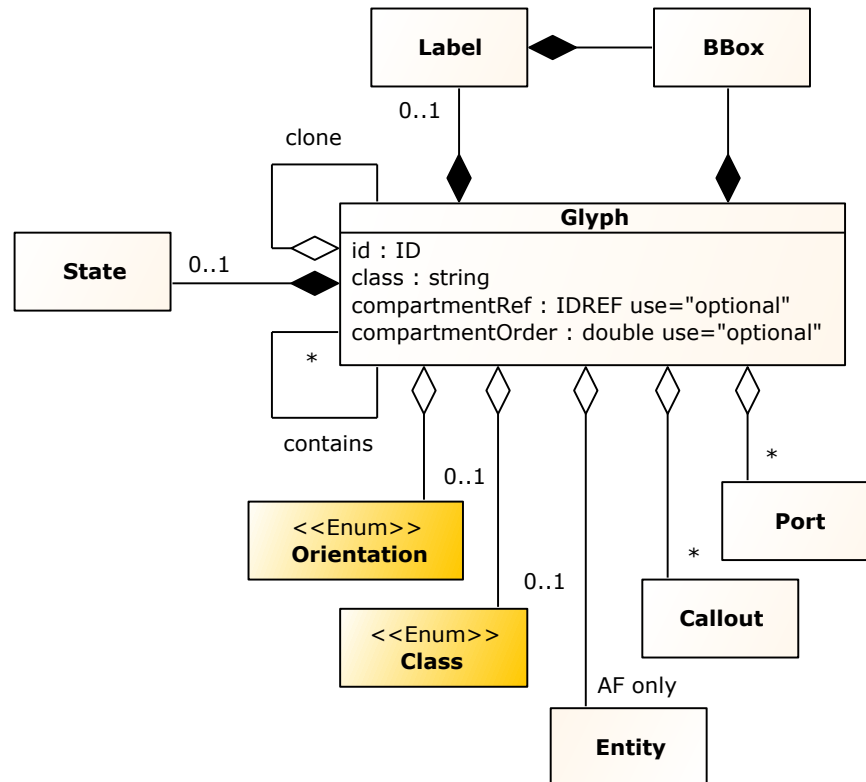 Label
BBox
0..1
clone
Glyph
id : ID
class : string
compartmentRef : IDREF use="optional"
compartmentOrder : double use="optional"
State
0..1
*
contains
0..1
*
<<Enum>>
Orientation
Port
0..1
*
<<Enum>>
Class
Callout
AF only
Entity